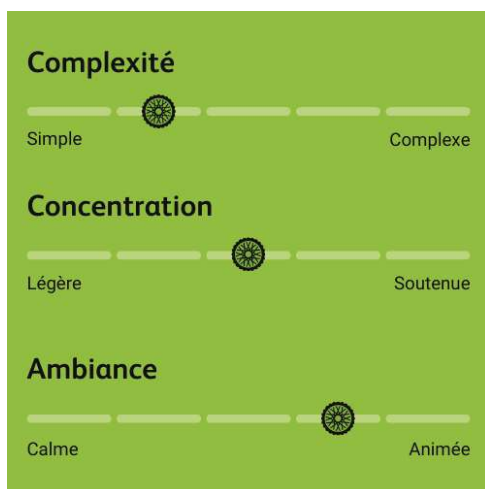 Complexité
Simple Complexe
Concentration
Légère Soutenue
Ambiance
Calme Animée